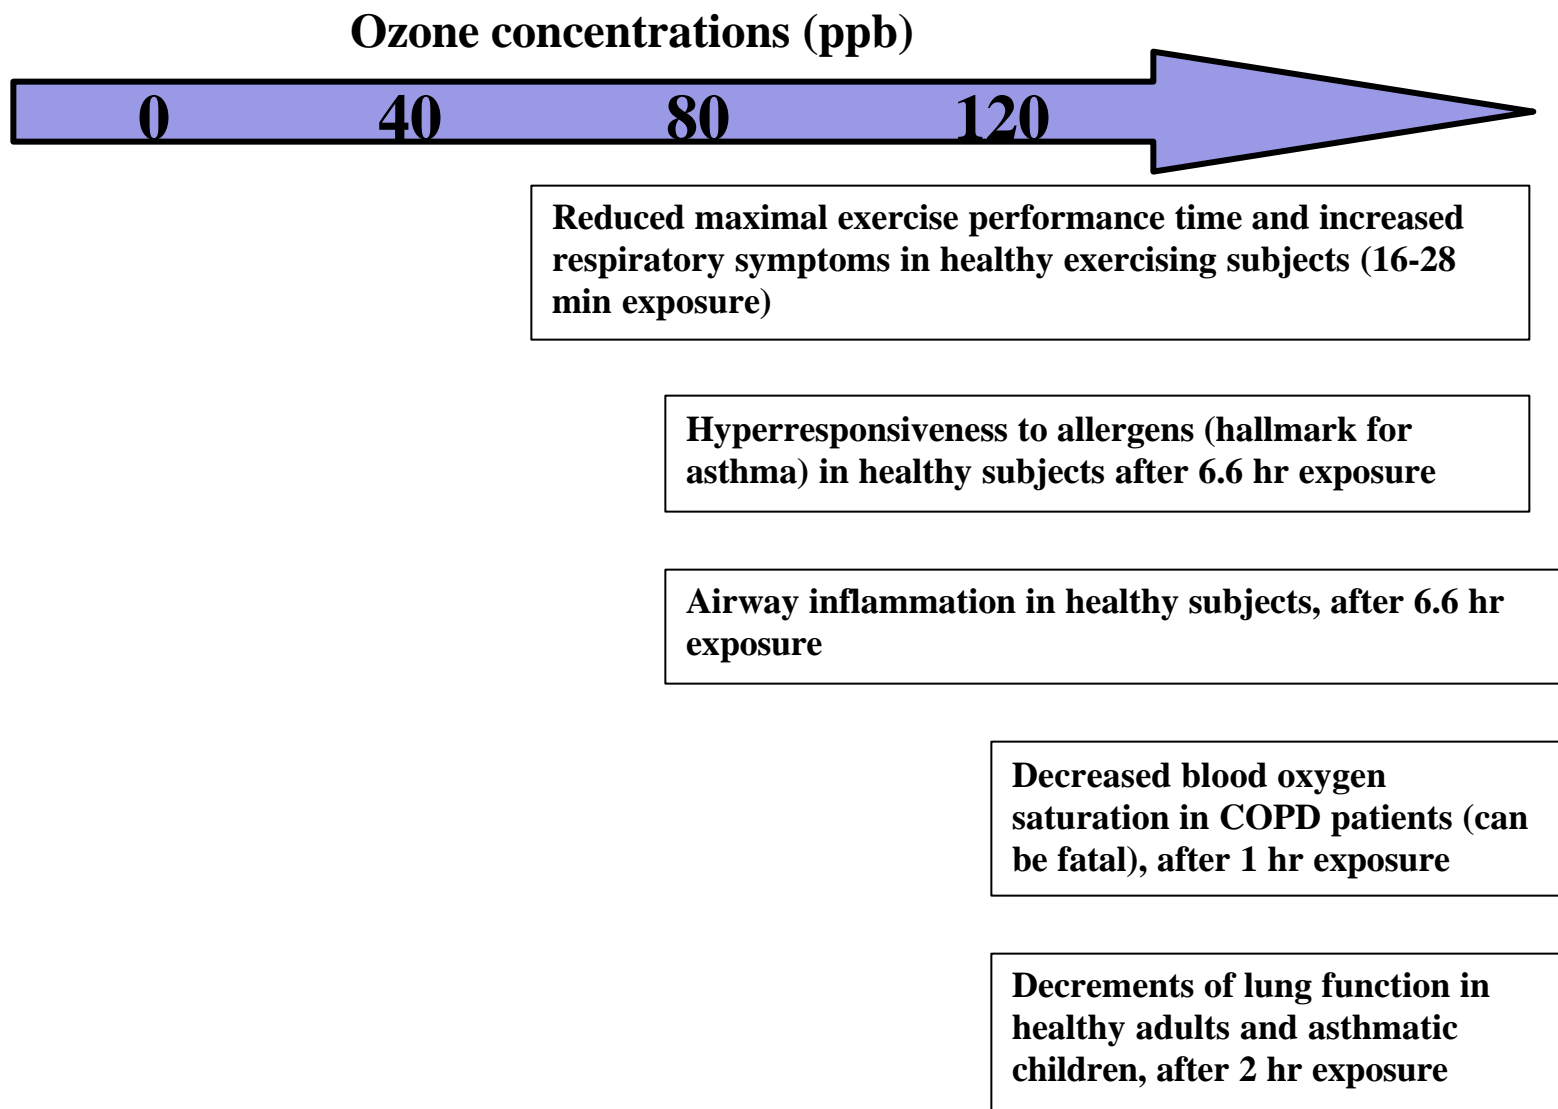 Ozone concentrations (ppb)
0 40 80 120
Reduced maximal exercise performance time and increased
respiratory symptoms in healthy exercising subjects (16-28
min exposure)
Hyperresponsiveness to allergens (hallmark for
asthma) in healthy subjects after 6.6 hr exposure
Airway inflammation in healthy subjects, after 6.6 hr
exposure
Decreased blood oxygen
saturation in COPD patients (can
be fatal), after 1 hr exposure
Decrements of lung function in
healthy adults and asthmatic
children, after 2 hr exposure